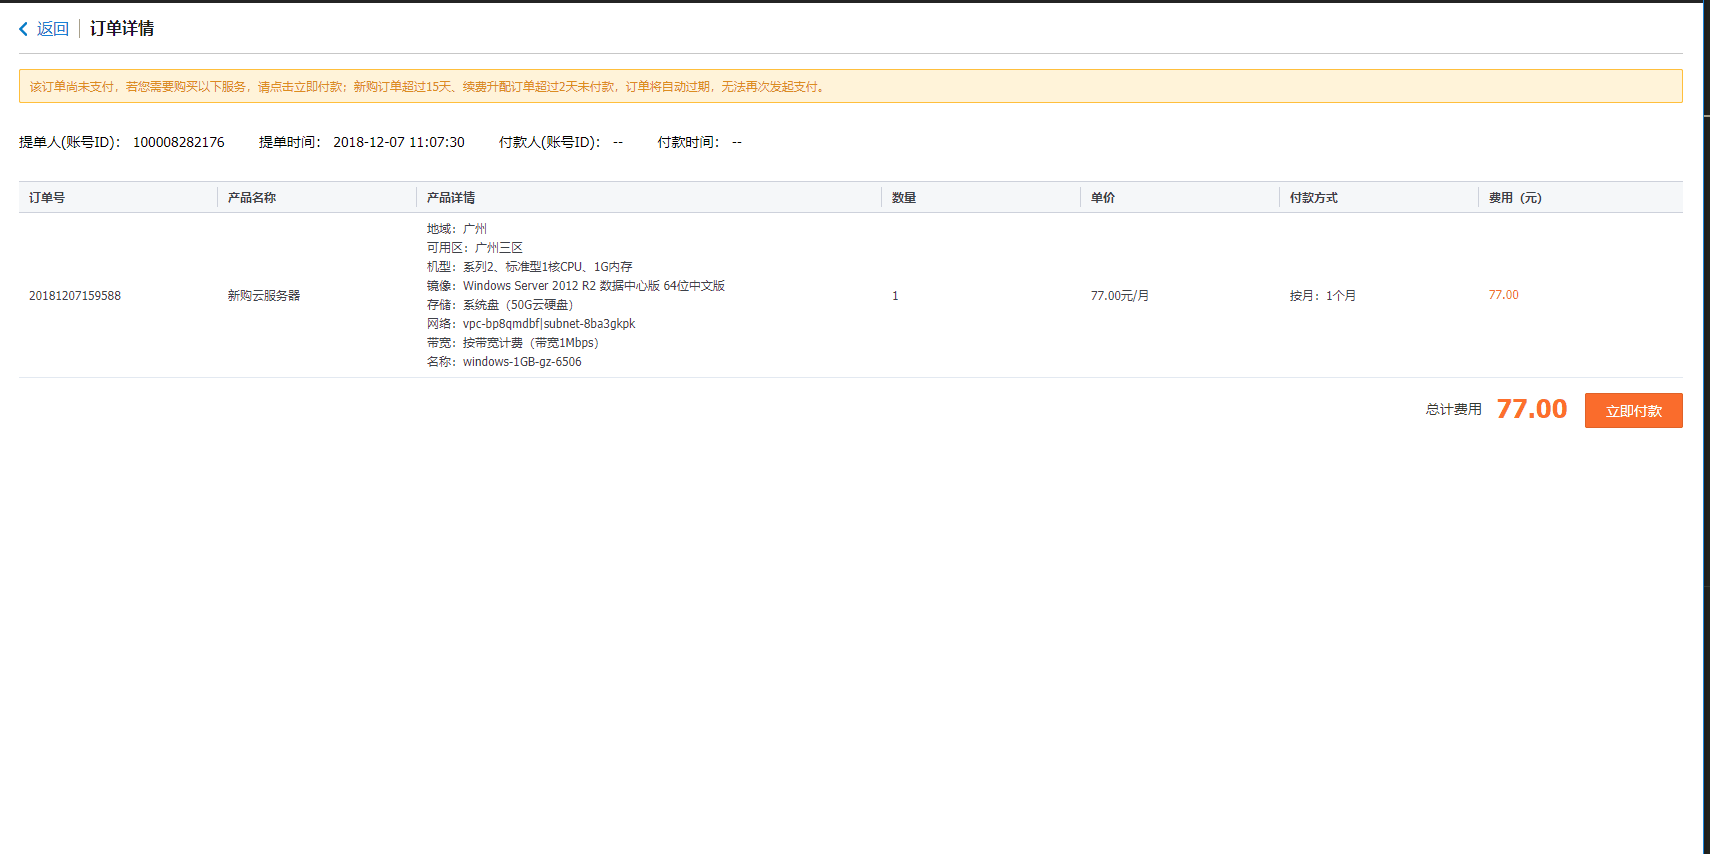 返回 订单详情
该订单尚未支付，若您需要购买以下服务，请点击立即付款；新购订单超过15天、续费升配订单超过2天未付款，订单将自动过期，无法再次发起支付。
提单人(账号ID)： 100008282176 提单时间： 2018-12-07 11:07:30 付款人(账号ID)： -- 付款时间： --
订单号 产品名称 产品详情 数量 单价 付款方式 费用（元）
地域：广州
可用区：广州三区
机型：系列2、标准型1核CPU、1G内存
镜像：Windows Server 2012 R2 数据中心版 64位中文版
20181207159588 新购云服务器 存储：系统盘（50G云硬盘） 1 77.00元/月 按月：1个月 77.00
网络：vpc-bp8qmdbf|subnet-8ba3gkpk
带宽：按带宽计费（带宽1Mbps）
名称：windows-1GB-gz-6506
总计费用 77.00 立即付款